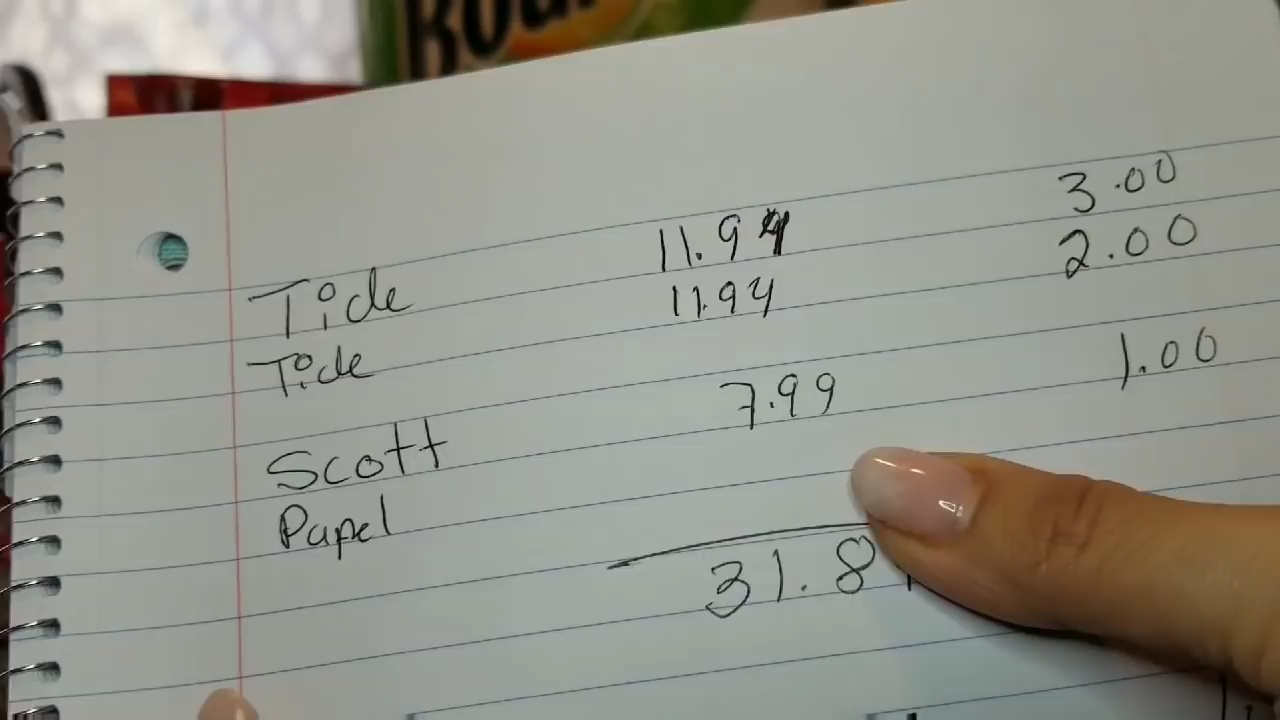 Tide 11.94 3.00
Tide 11.94 2.00
Scott 7.99 1.00
Papel
31.8